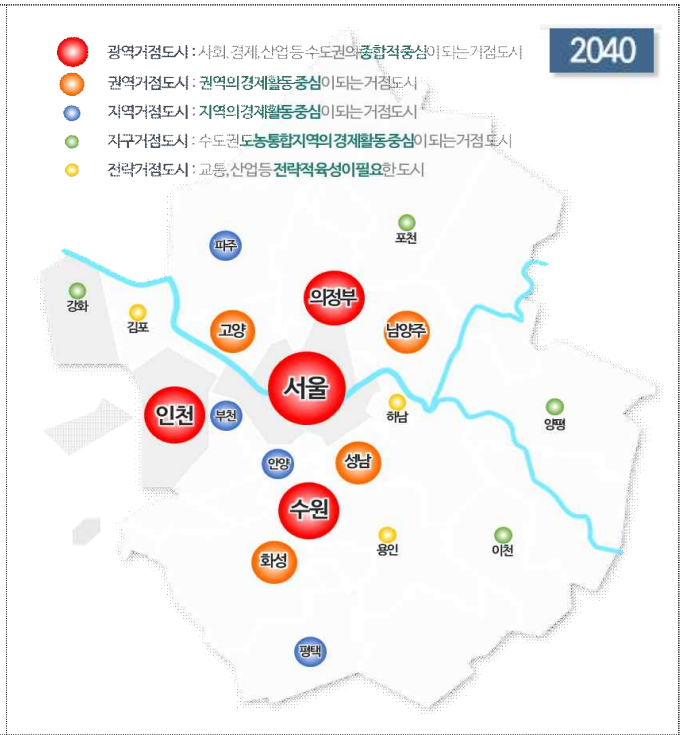 2040
광역거점도시 : 사회, 경제, 산업 등 수도권의 종합적 중심이 되는 거점도시
권역거점도시 : 권역의 경제활동 중심이 되는 거점도시
지역거점도시 : 지역의 경제활동 중심이 되는 거점도시
지구거점도시 : 수도권 도농통합지역의 경제활동 중심이 되는 거점 도시
전략거점도시 : 교통, 산업 등 전략적 육성이 필요한 도시
포천
파주
의정부
강화
김포
고양
남양주
서울
인천
부천
하남
양평
안양
성남
수원
용인
이천
화성
평택